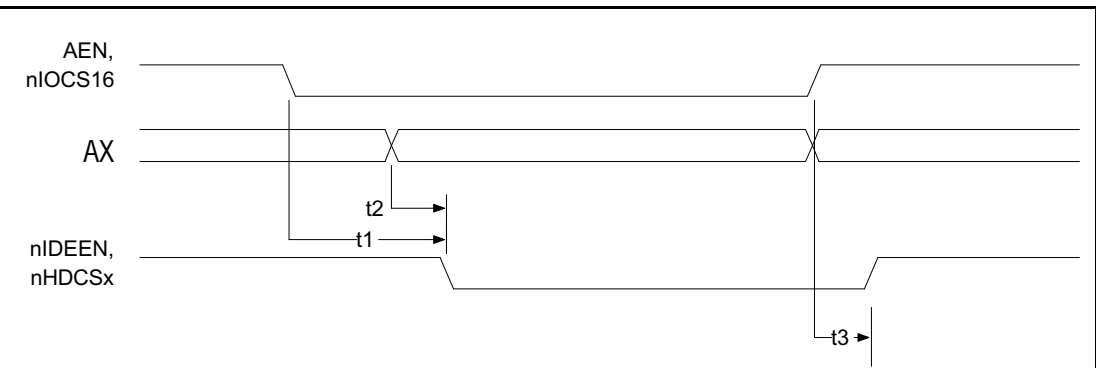 AEN,
nIOCS16
AX
t2
t1
nIDEEN,
nHDCSx
t3